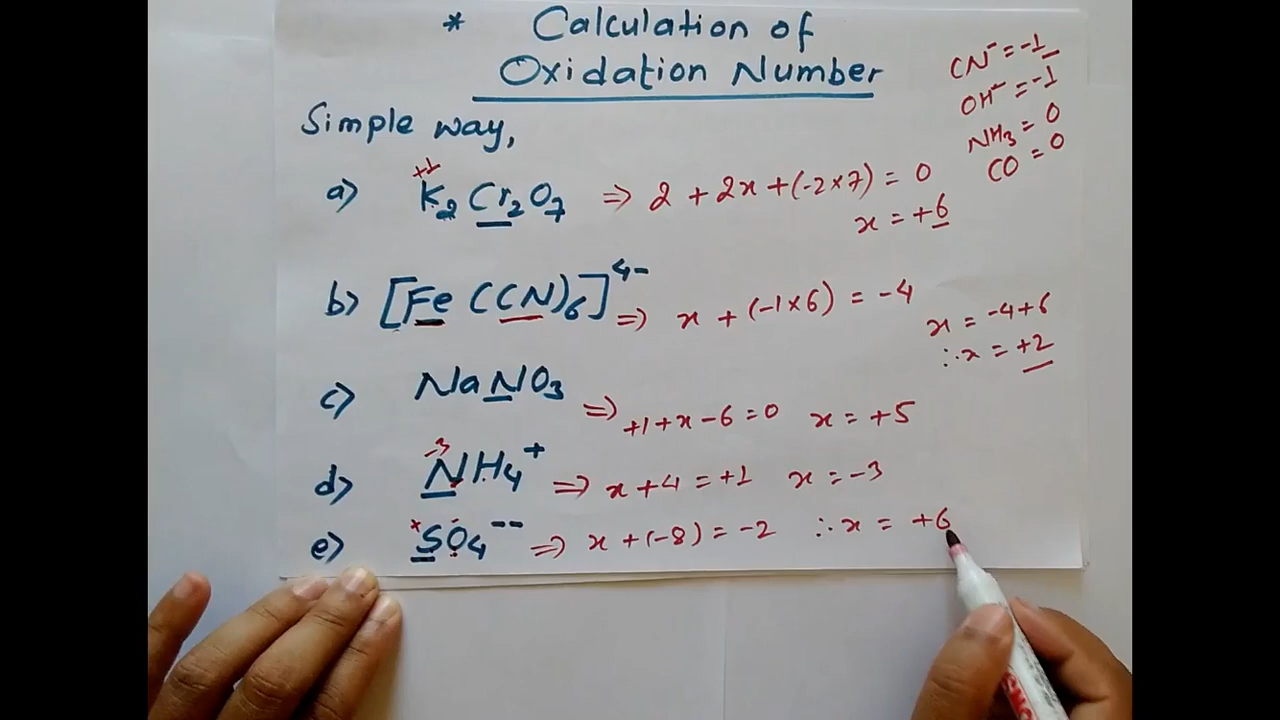 * Calculation of
Oxidation Number
CN⁻ = -1
OH⁻ = -1
NH₃ = 0
CO = 0
Simple way,
+1
a) K₂Cr₂O₇ ⇒ 2 + 2x + (-2×7) = 0
x = +6
b) [Fe (CN)₆]⁴⁻ ⇒ x + (-1×6) = -4
x = -4+6
∴x = +2
c) NaNO₃ ⇒ +1+x-6=0 x = +5
-3
d) NH₄⁺ ⇒ x+4=+1 x = -3
+ -
e) SO₄⁻⁻ ⇒ x+(-8) = -2 ∴x = +6